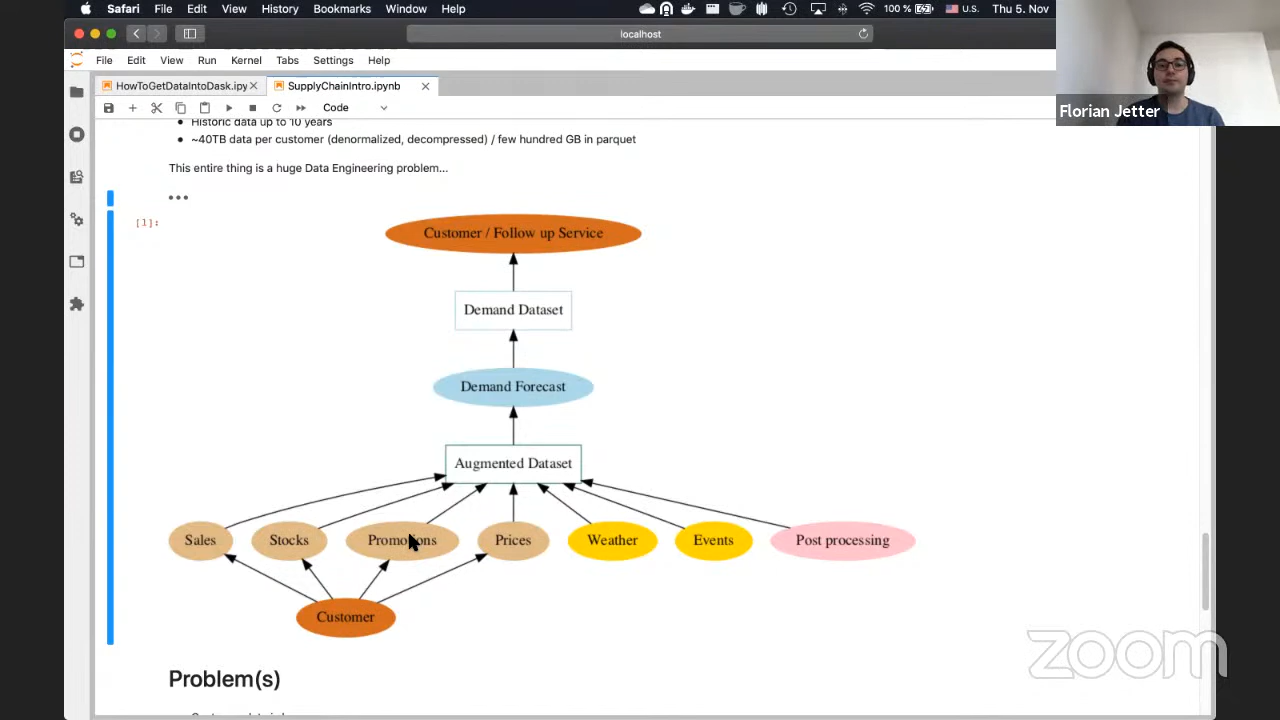 Safari File Edit View History Bookmarks Window Help 100 % U.S. Thu 5. Nov
localhost
File Edit View Run Kernel Tabs Settings Help
HowToGetDataIntoDask.ipy SupplyChainIntro.ipynb
Code
Florian Jetter
Historic data up to 10 years
~40TB data per customer (denormalized, decompressed) / few hundred GB in parquet
This entire thing is a huge Data Engineering problem...
[1]:
Customer / Follow up Service
Demand Dataset
Demand Forecast
Augmented Dataset
Sales Stocks Promotions Prices Weather Events Post processing
Customer
zoom
Problem(s)